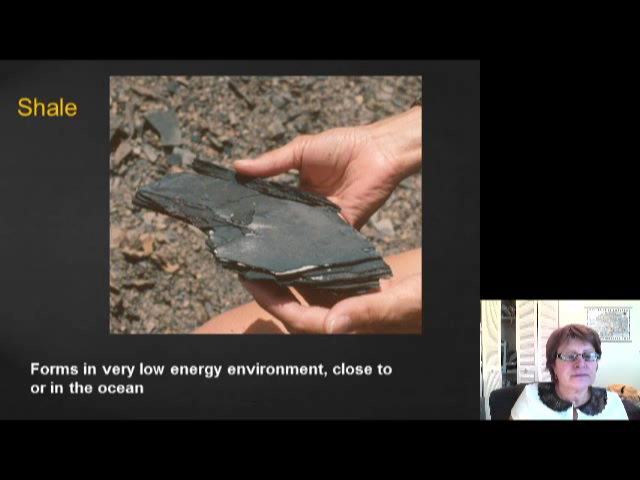 Shale
Forms in very low energy environment, close to
or in the ocean